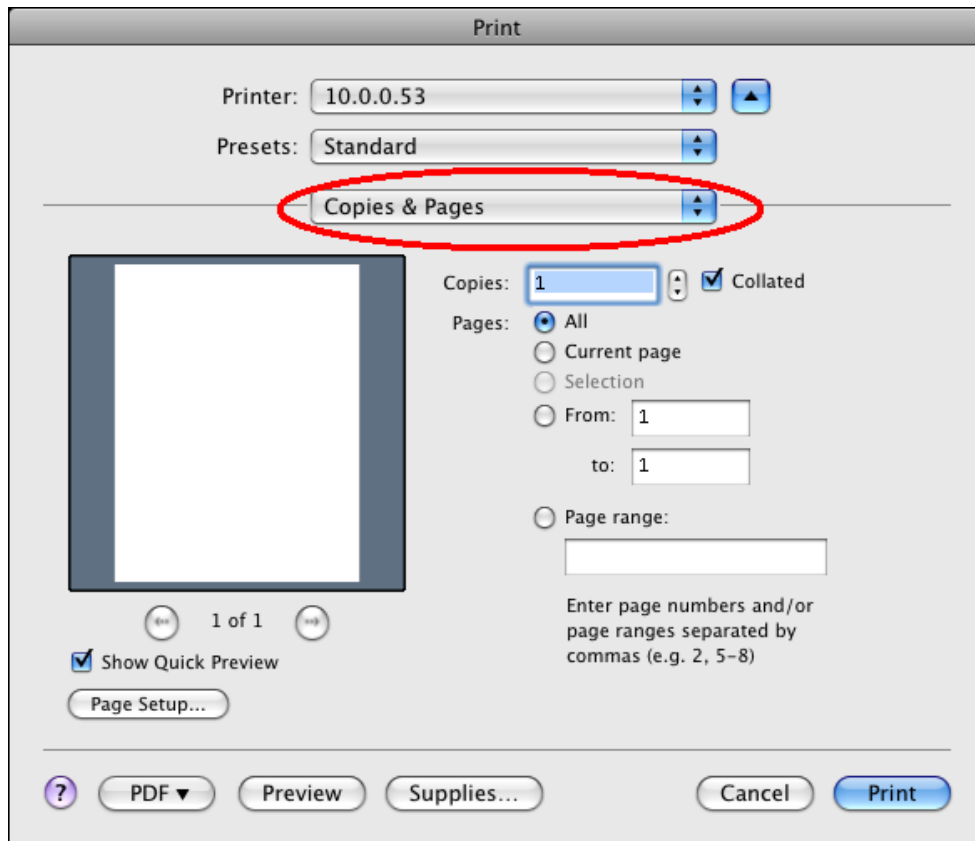 Print
Printer: 10.0.0.53
Presets: Standard
Copies & Pages
Copies: 1 Collated
Pages: All
Current page
Selection
From: 1
to: 1
Page range:
Enter page numbers and/or
page ranges separated by
commas (e.g. 2, 5–8)
1 of 1
Show Quick Preview
Page Setup...
? PDF ▼ Preview Supplies... Cancel Print